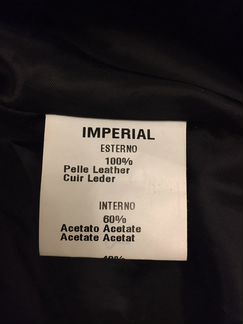 IMPERIAL
ESTERNO
100%
Pelle Leather
Cuir Leder
INTERNO
60%
Acetato Acetate
Acetate Acetat